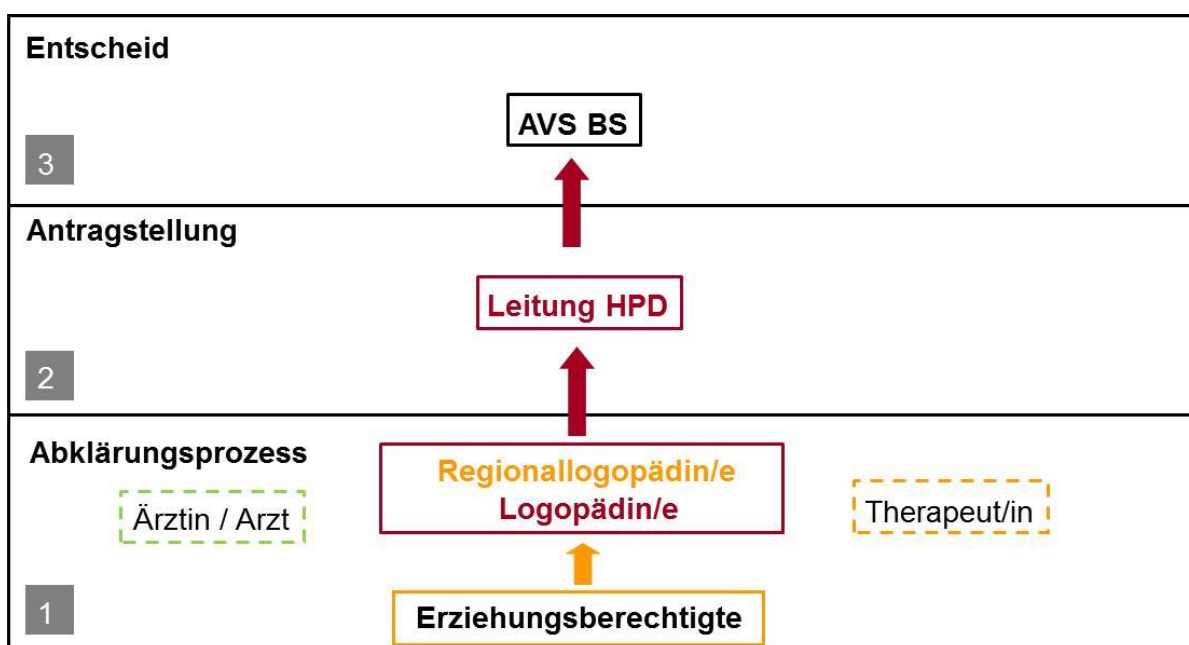 Entscheid
AVS BS
3
Antragstellung
Leitung HPD
2
Abklärungsprozess
Regionallogopädin/e
Logopädin/e
Ärztin / Arzt
Therapeut/in
1
Erziehungsberechtigte